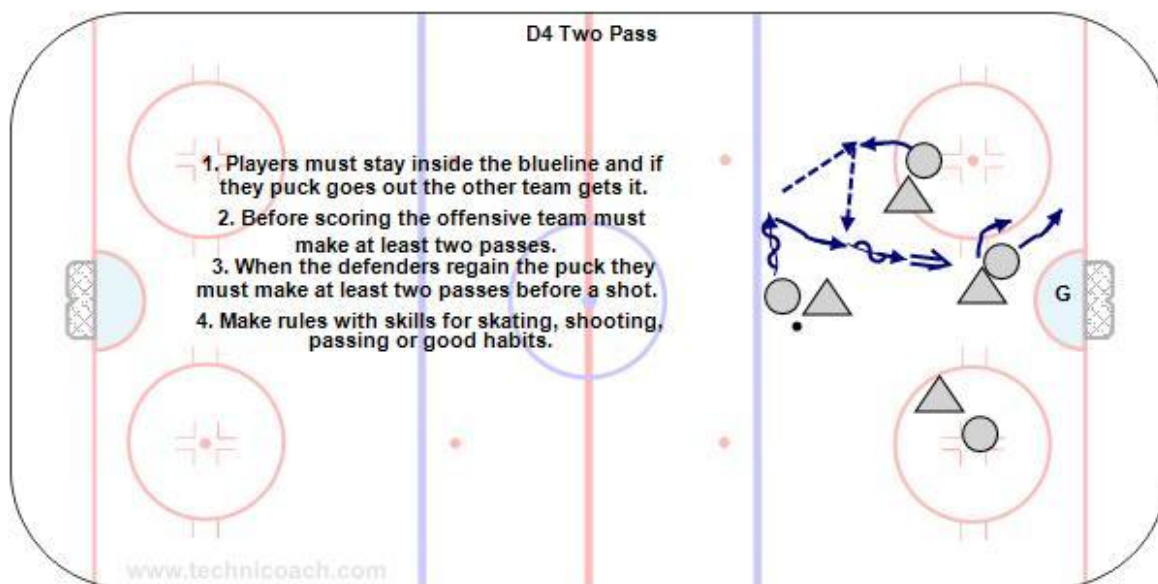 D4 Two Pass
1. Players must stay inside the blueline and if
they puck goes out the other team gets it.
2. Before scoring the offensive team must
make at least two passes.
3. When the defenders regain the puck they
must make at least two passes before a shot.
4. Make rules with skills for skating, shooting,
passing or good habits.
G
www.technicoach.com